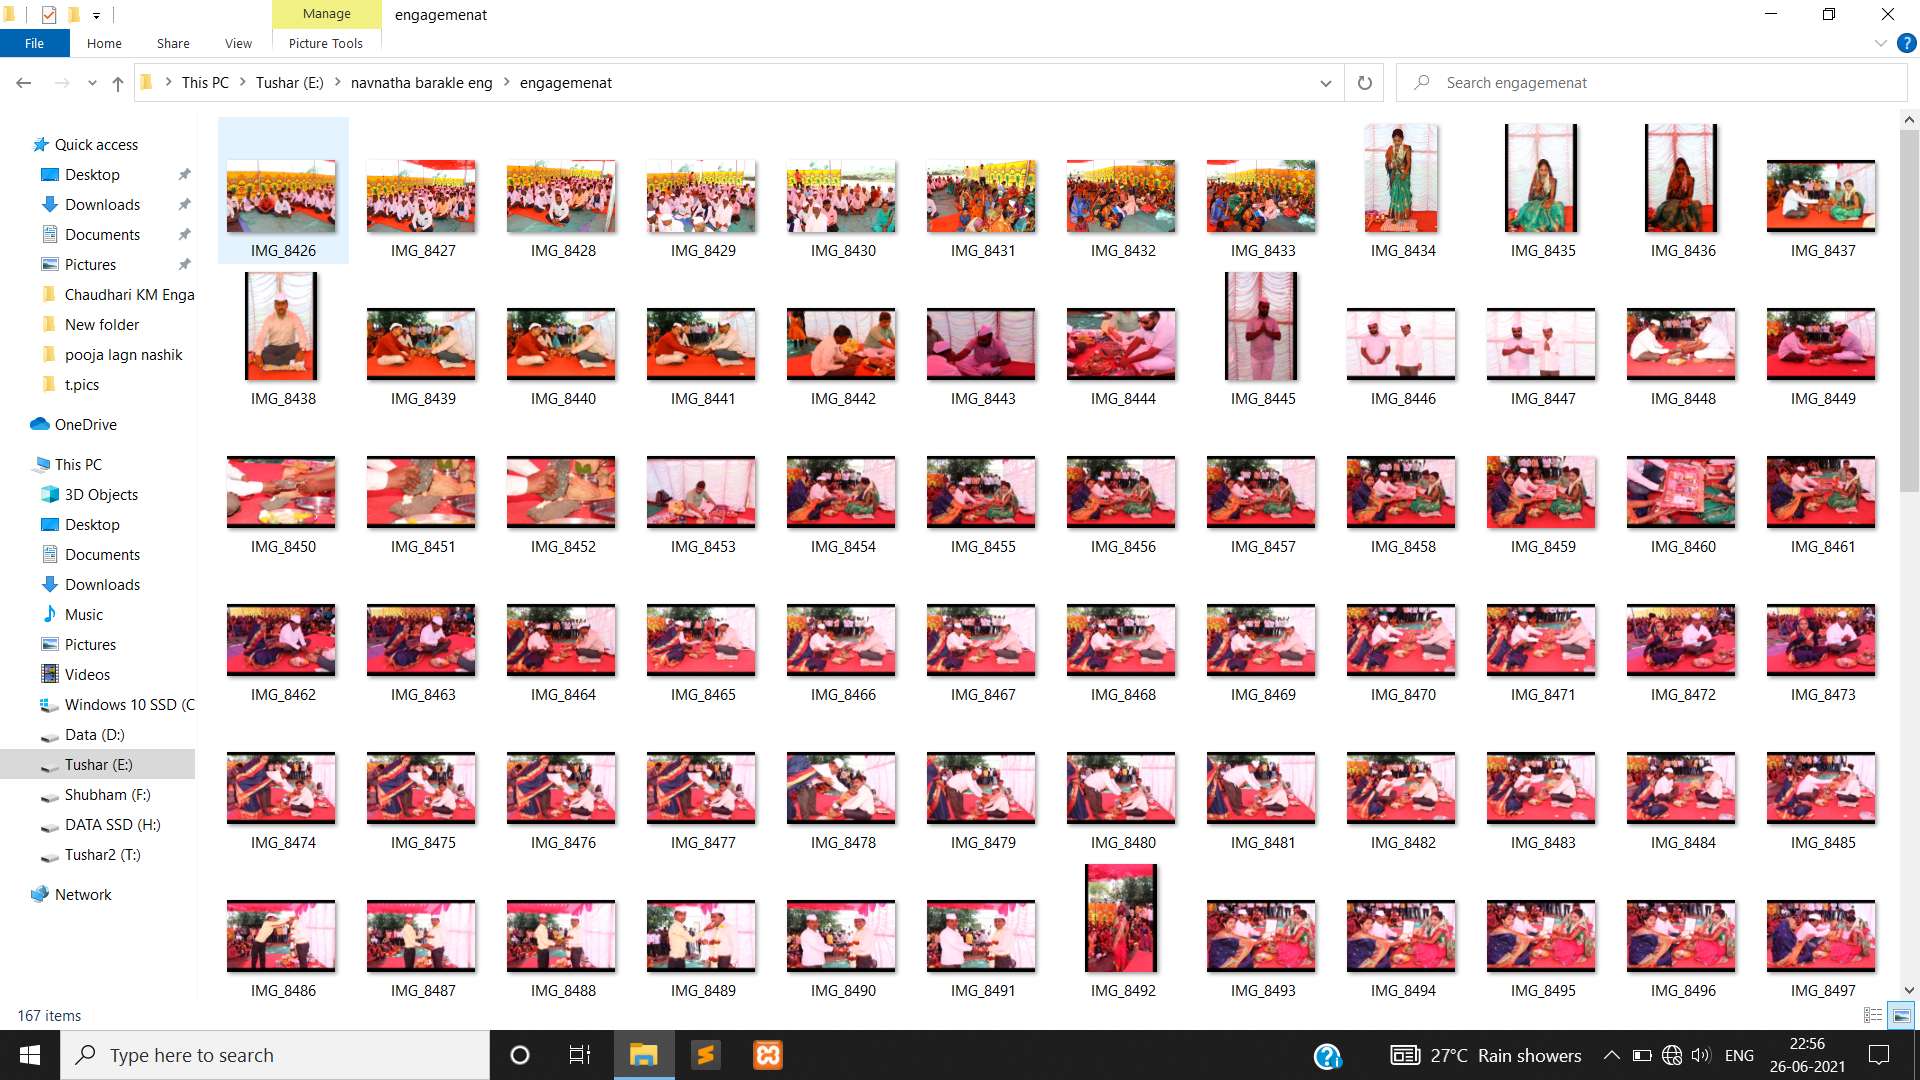 Manage
engagemenat
File
Home
Share
View
Picture Tools
This PC
Tushar (E:)
navnatha barakle eng
engagemenat
Search engagemenat
Quick access
Desktop
Downloads
Documents
Pictures
Chaudhari KM Enga
New folder
pooja lagn nashik
t.pics
OneDrive
This PC
3D Objects
Desktop
Documents
Downloads
Music
Pictures
Videos
Windows 10 SSD (C
Data (D:)
Tushar (E:)
Shubham (F:)
DATA SSD (H:)
Tushar2 (T:)
Network
IMG_8426 IMG_8427 IMG_8428 IMG_8429 IMG_8430 IMG_8431 IMG_8432 IMG_8433 IMG_8434 IMG_8435 IMG_8436 IMG_8437
IMG_8438 IMG_8439 IMG_8440 IMG_8441 IMG_8442 IMG_8443 IMG_8444 IMG_8445 IMG_8446 IMG_8447 IMG_8448 IMG_8449
IMG_8450 IMG_8451 IMG_8452 IMG_8453 IMG_8454 IMG_8455 IMG_8456 IMG_8457 IMG_8458 IMG_8459 IMG_8460 IMG_8461
IMG_8462 IMG_8463 IMG_8464 IMG_8465 IMG_8466 IMG_8467 IMG_8468 IMG_8469 IMG_8470 IMG_8471 IMG_8472 IMG_8473
IMG_8474 IMG_8475 IMG_8476 IMG_8477 IMG_8478 IMG_8479 IMG_8480 IMG_8481 IMG_8482 IMG_8483 IMG_8484 IMG_8485
IMG_8486 IMG_8487 IMG_8488 IMG_8489 IMG_8490 IMG_8491 IMG_8492 IMG_8493 IMG_8494 IMG_8495 IMG_8496 IMG_8497
167 items
Type here to search
27°C Rain showers
ENG
22:56
26-06-2021